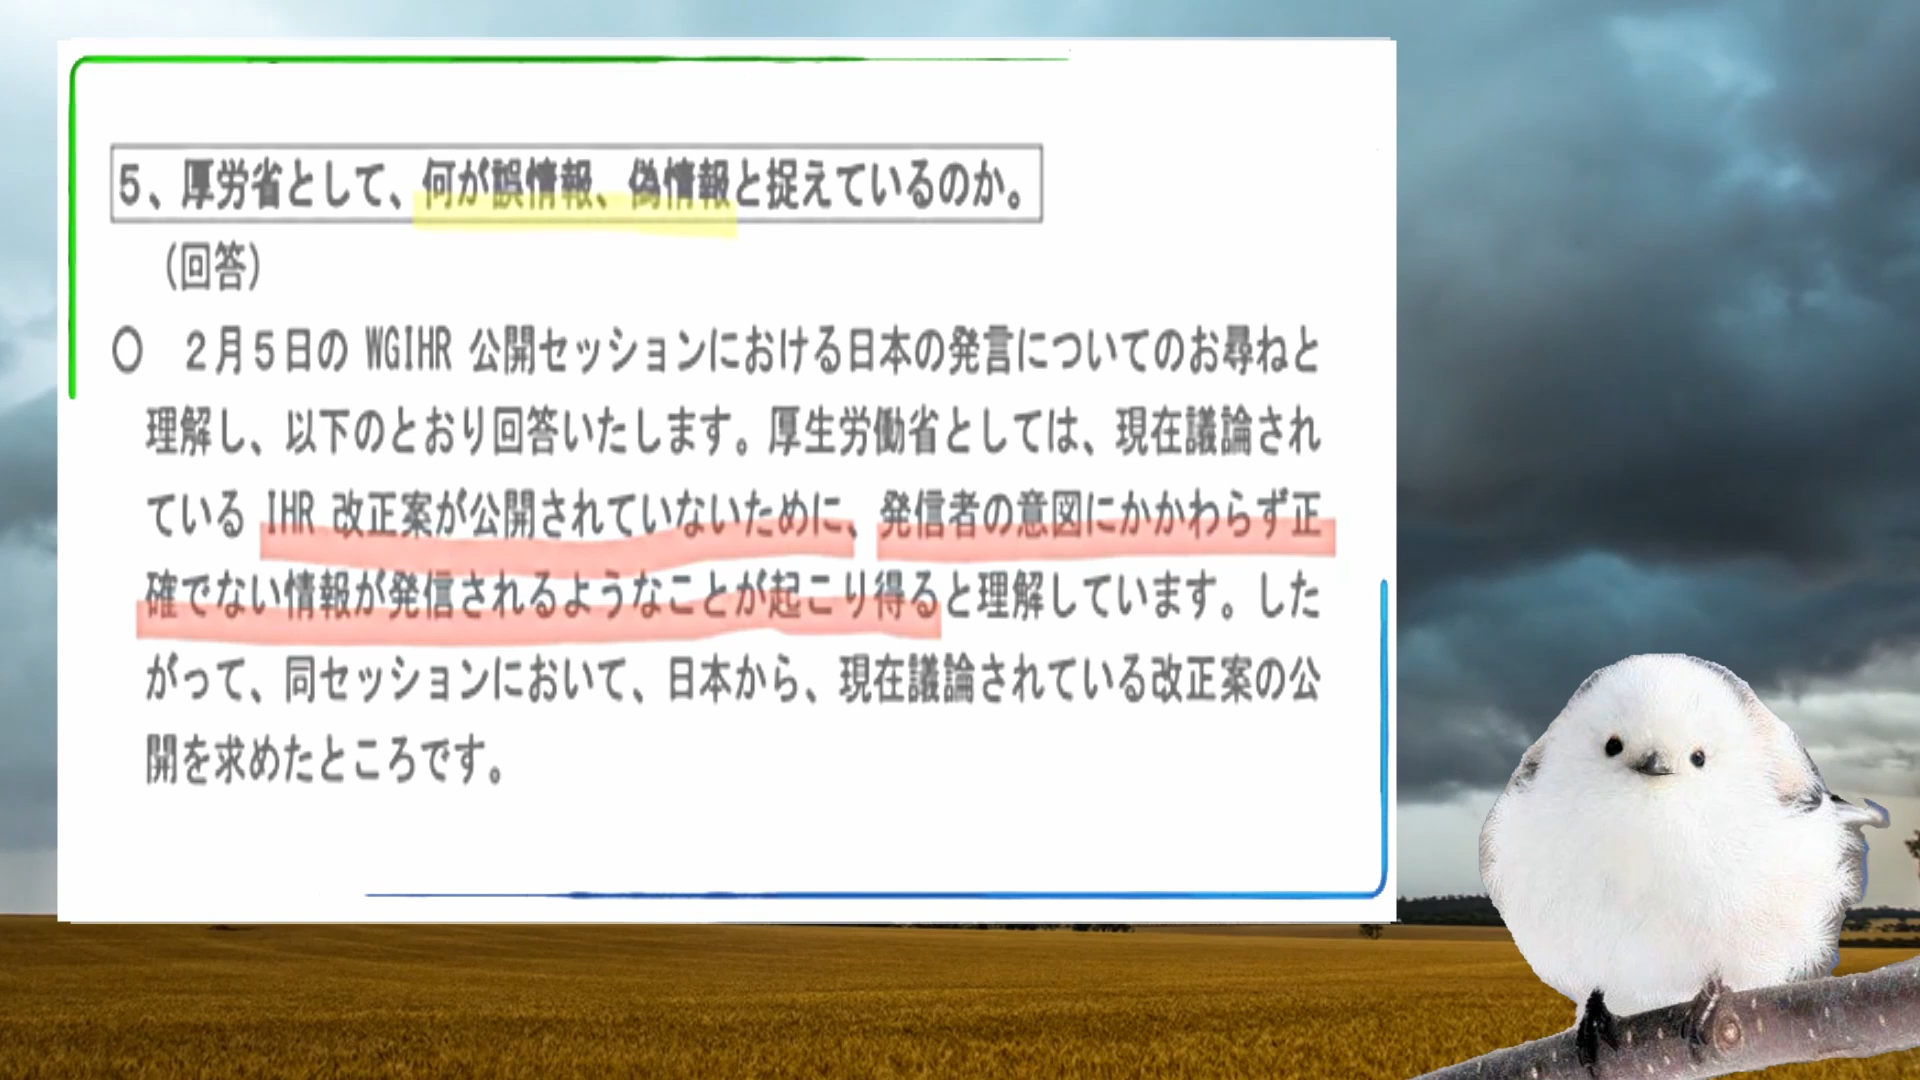 5、厚労省として、何が誤情報、偽情報と捉えているのか。
(回答)
○ 2月5日の WGIHR 公開セッションにおける日本の発言についてのお尋ねと
理解し、以下のとおり回答いたします。厚生労働省としては、現在議論され
ている IHR 改正案が公開されていないために、発信者の意図にかかわらず正
確でない情報が発信されるようなことが起こり得ると理解しています。した
がって、同セッションにおいて、日本から、現在議論されている改正案の公
開を求めたところです。